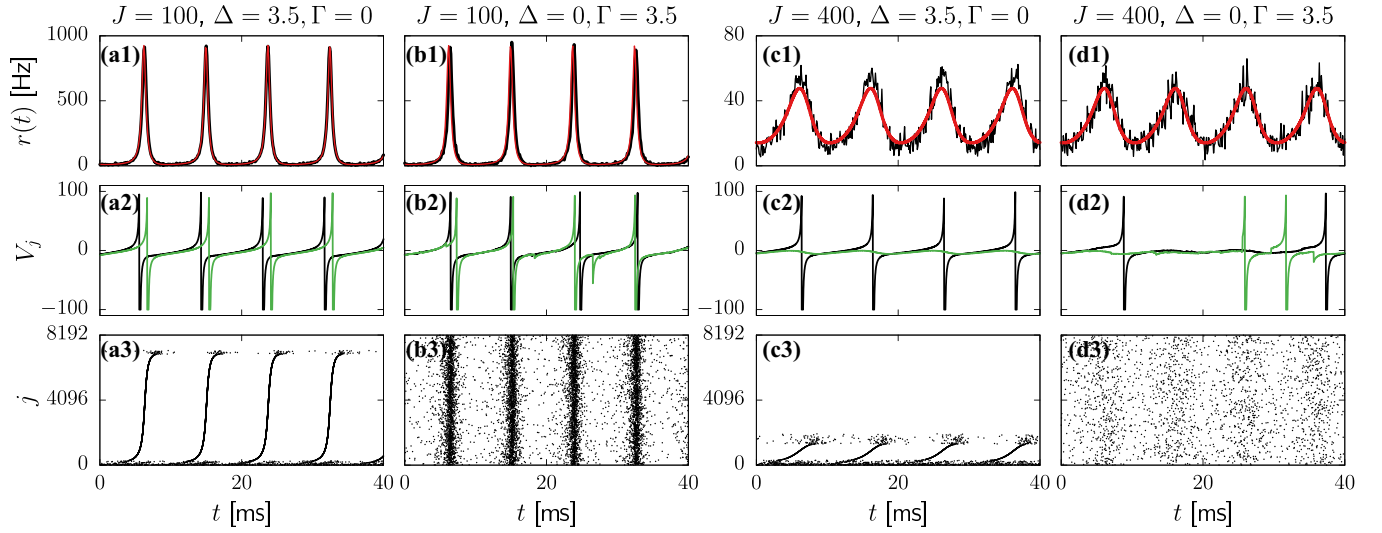 J = 100, Δ = 3.5, Γ = 0
J = 100, Δ = 0, Γ = 3.5
J = 400, Δ = 3.5, Γ = 0
J = 400, Δ = 0, Γ = 3.5
r(t) [Hz]
1000
500
0
(a1)
(b1)
80
40
0
(c1)
(d1)
V_j
100
0
−100
(a2)
(b2)
100
0
−100
(c2)
(d2)
j
8192
4096
0
(a3)
(b3)
8192
4096
0
(c3)
(d3)
0 20 40
0 20 40
0 20 40
0 20 40
t [ms]
t [ms]
t [ms]
t [ms]